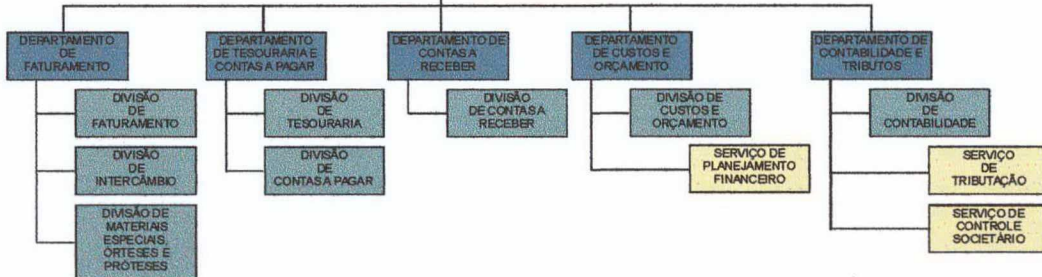 DEPARTAMENTO
DE
FATURAMENTO
DIVISÃO
DE
FATURAMENTO
DIVISÃO
DE
INTERCÂMBIO
DIVISÃO DE
MATERIAIS
ESPECIAIS,
ÓRTESES E
PRÓTESES
DEPARTAMENTO
DE TESOURARIA E
CONTAS A PAGAR
DIVISÃO
DE
TESOURARIA
DIVISÃO
DE
CONTAS A PAGAR
DEPARTAMENTO DE
CONTAS A
RECEBER
DIVISÃO
DE CONTAS A
RECEBER
DEPARTAMENTO
DE CUSTOS E
ORÇAMENTO
DIVISÃO DE
CUSTOS E
ORÇAMENTO
SERVIÇO DE
PLANEJAMENTO
FINANCEIRO
DEPARTAMENTO DE
CONTABILIDADE E
TRIBUTOS
DIVISÃO
DE
CONTABILIDADE
SERVIÇO
DE
TRIBUTAÇÃO
SERVIÇO DE
CONTROLE
SOCIETÁRIO